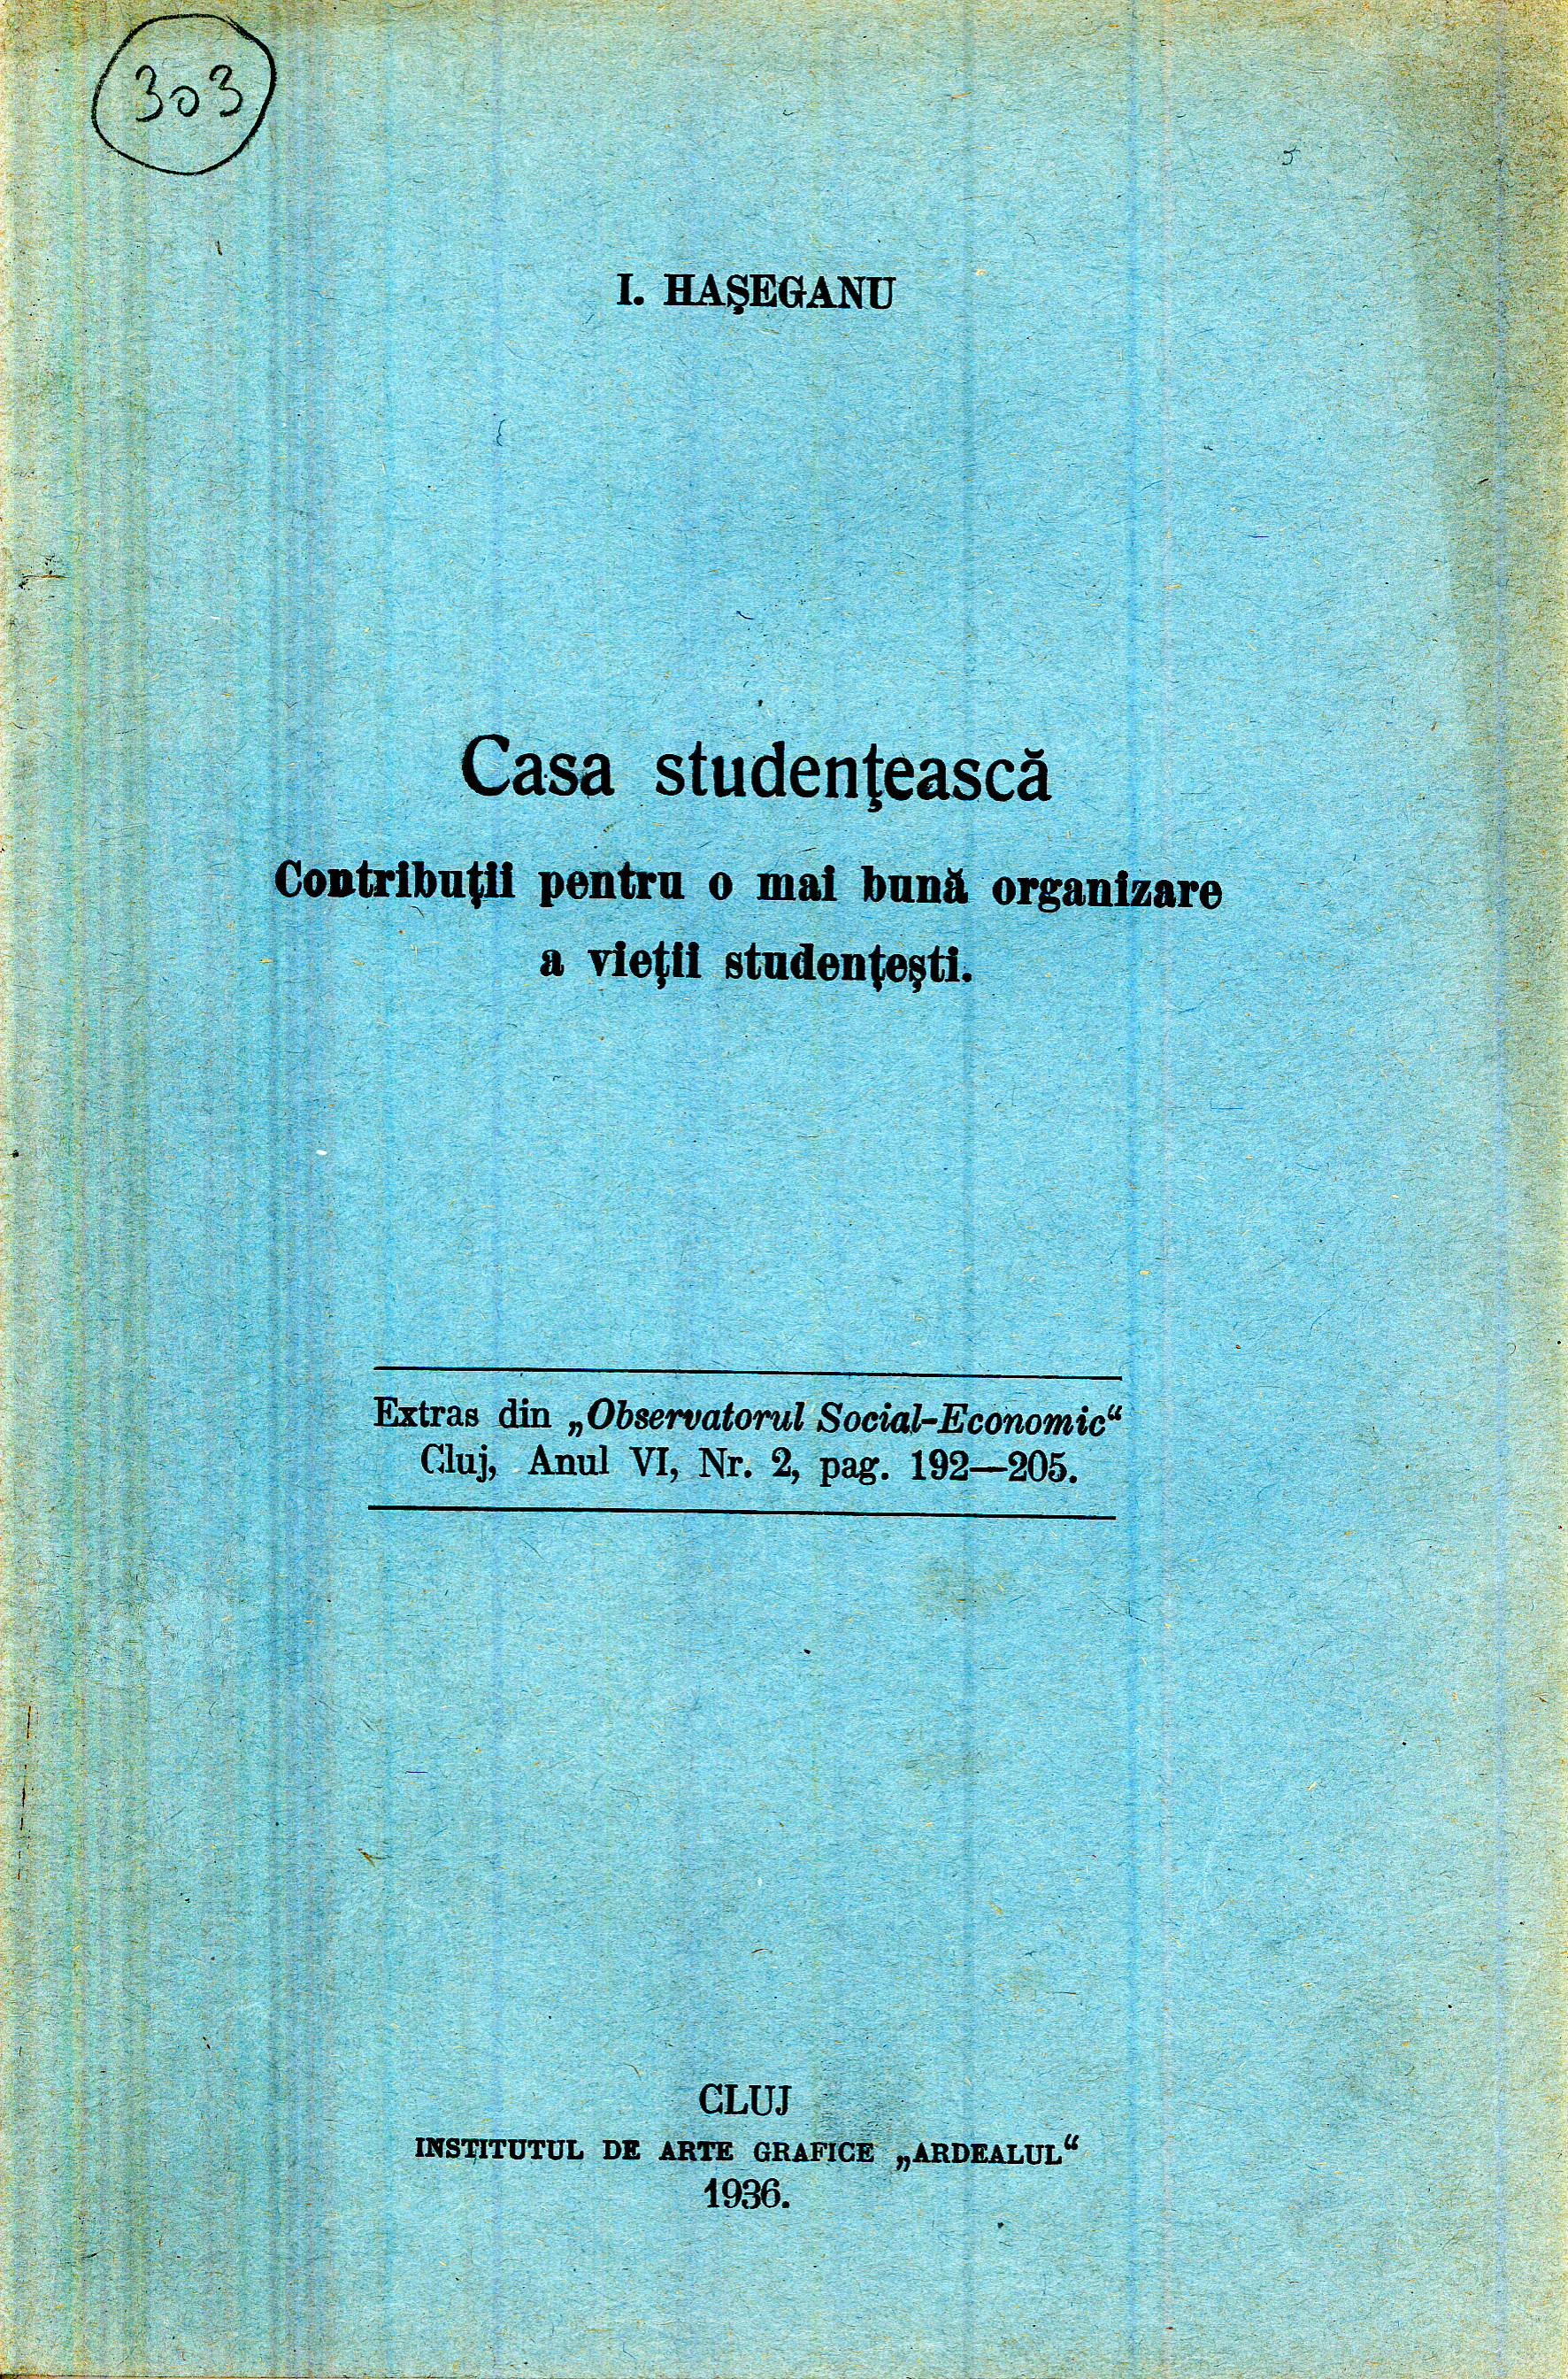 303
I. HAŞEGANU
Casa studenţească
Contribuţii pentru o mai bună organizare
a vieţii studenţeşti.
Extras din „Observatorul Social-Economic“
Cluj, Anul VI, Nr. 2, pag. 192—205.
CLUJ
INSTITUTUL DE ARTE GRAFICE „ARDEALUL“
1936.